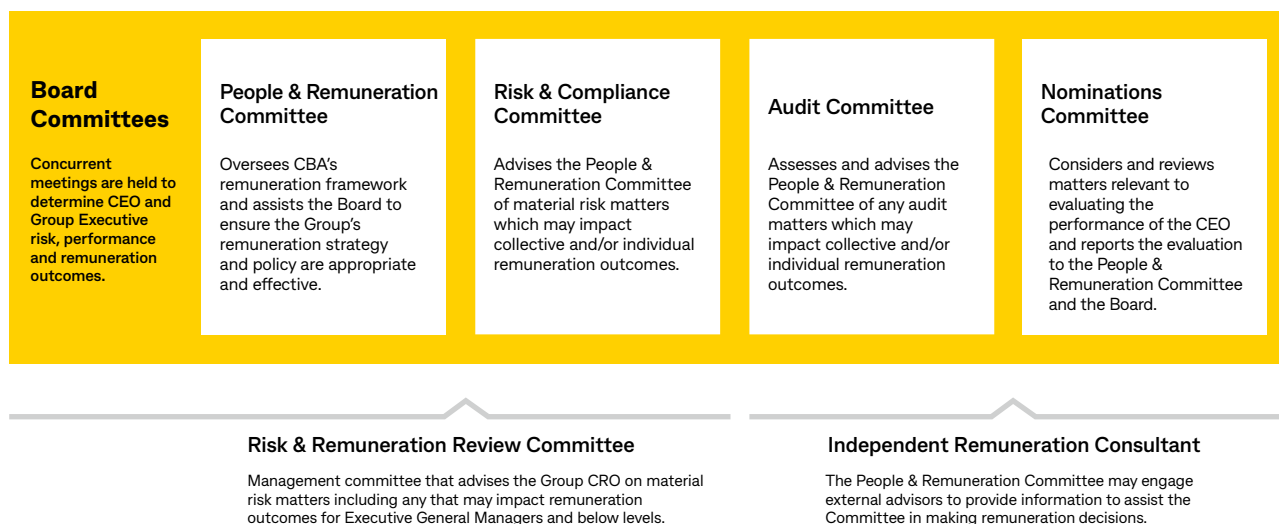 Board
Committees
Concurrent
meetings are held to
determine CEO and
Group Executive
risk, performance
and remuneration
outcomes.
People & Remuneration
Committee
Oversees CBA's
remuneration framework
and assists the Board to
ensure the Group's
remuneration strategy
and policy are appropriate
and effective.
Risk & Compliance
Committee
Advises the People &
Remuneration Committee
of material risk matters
which may impact
collective and/or individual
remuneration outcomes.
Audit Committee
Assesses and advises the
People & Remuneration
Committee of any audit
matters which may
impact collective and/or
individual remuneration
outcomes.
Nominations
Committee
Considers and reviews
matters relevant to
evaluating the
performance of the CEO
and reports the evaluation
to the People &
Remuneration Committee
and the Board.
Risk & Remuneration Review Committee
Management committee that advises the Group CRO on material
risk matters including any that may impact remuneration
outcomes for Executive General Managers and below levels.
Independent Remuneration Consultant
The People & Remuneration Committee may engage
external advisors to provide information to assist the
Committee in making remuneration decisions.